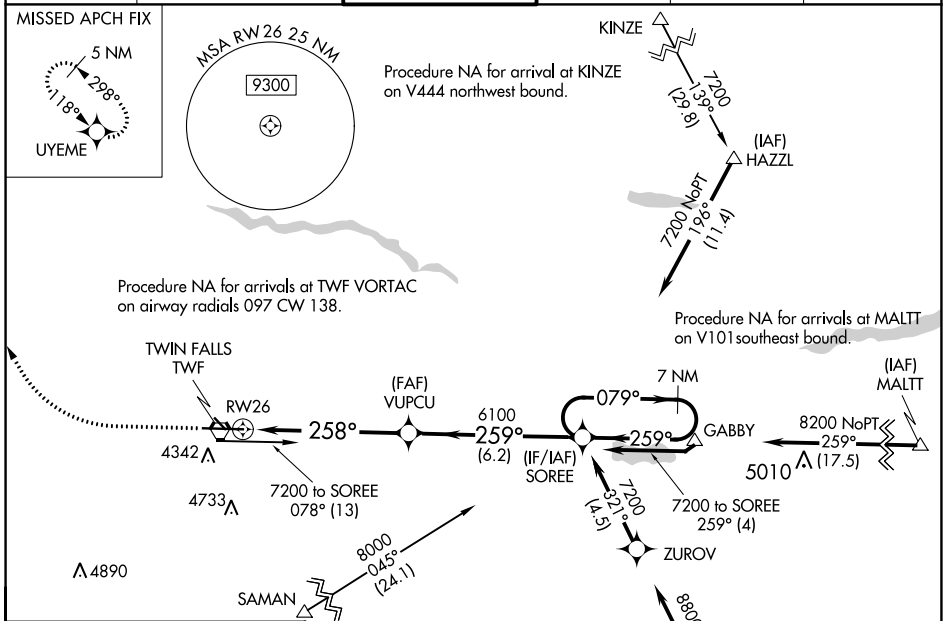 MISSED APCH FIX
5 NM
298°
118°
UYEME
MSA RW 26 25 NM
9300
Procedure NA for arrival at KINZE
on V444 northwest bound.
KINZE
7200
139°
(29.8)
(IAF)
HAZZL
7200 NoPT
196°
(11.4)
Procedure NA for arrivals at TWF VORTAC
on airway radials 097 CW 138.
Procedure NA for arrivals at MALTT
on V101southeast bound.
TWIN FALLS
TWF
RW26
(FAF)
VUPCU
258°
6100
259°
(6.2)
(IF/IAF)
SOREE
079°
7 NM
259°
GABBY
(IAF)
MALTT
8200 NoPT
259°
(17.5)
5010
4342
7200 to SOREE
078° (13)
7200 to SOREE
259° (4)
7200
321°
(4.5)
ZUROV
4733
4890
8000
045°
(24.1)
SAMAN
8800